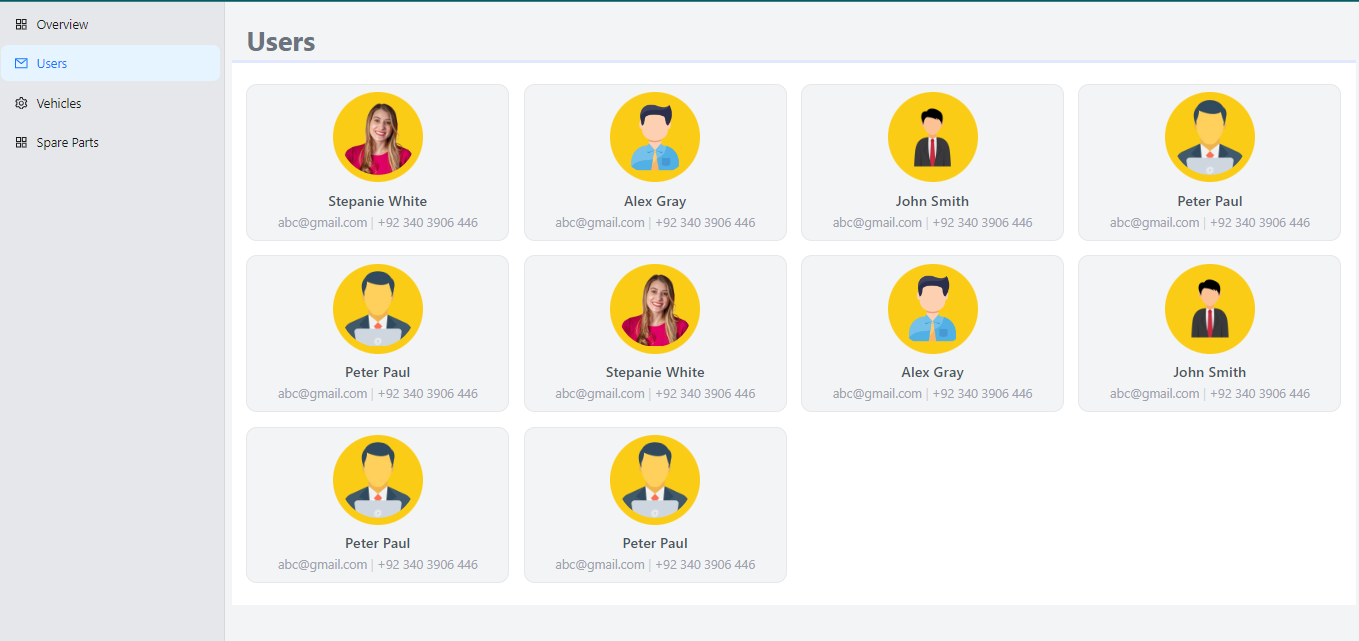 Overview
Users
Vehicles
Spare Parts
Users
Stepanie White
abc@gmail.com | +92 340 3906 446
Alex Gray
abc@gmail.com | +92 340 3906 446
John Smith
abc@gmail.com | +92 340 3906 446
Peter Paul
abc@gmail.com | +92 340 3906 446
Peter Paul
abc@gmail.com | +92 340 3906 446
Stepanie White
abc@gmail.com | +92 340 3906 446
Alex Gray
abc@gmail.com | +92 340 3906 446
John Smith
abc@gmail.com | +92 340 3906 446
Peter Paul
abc@gmail.com | +92 340 3906 446
Peter Paul
abc@gmail.com | +92 340 3906 446